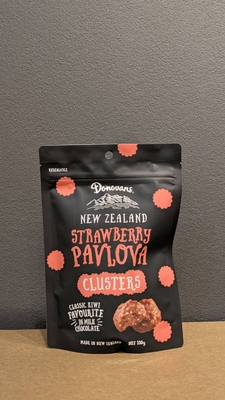 RESEALABLE
Donovans
NEW ZEALAND
STRAWBERRY
PAVLOVA
CLUSTERS
CLASSIC KIWI
FAVOURITE
IN MILK
CHOCOLATE
MADE IN NEW ZEALAND NET 150g